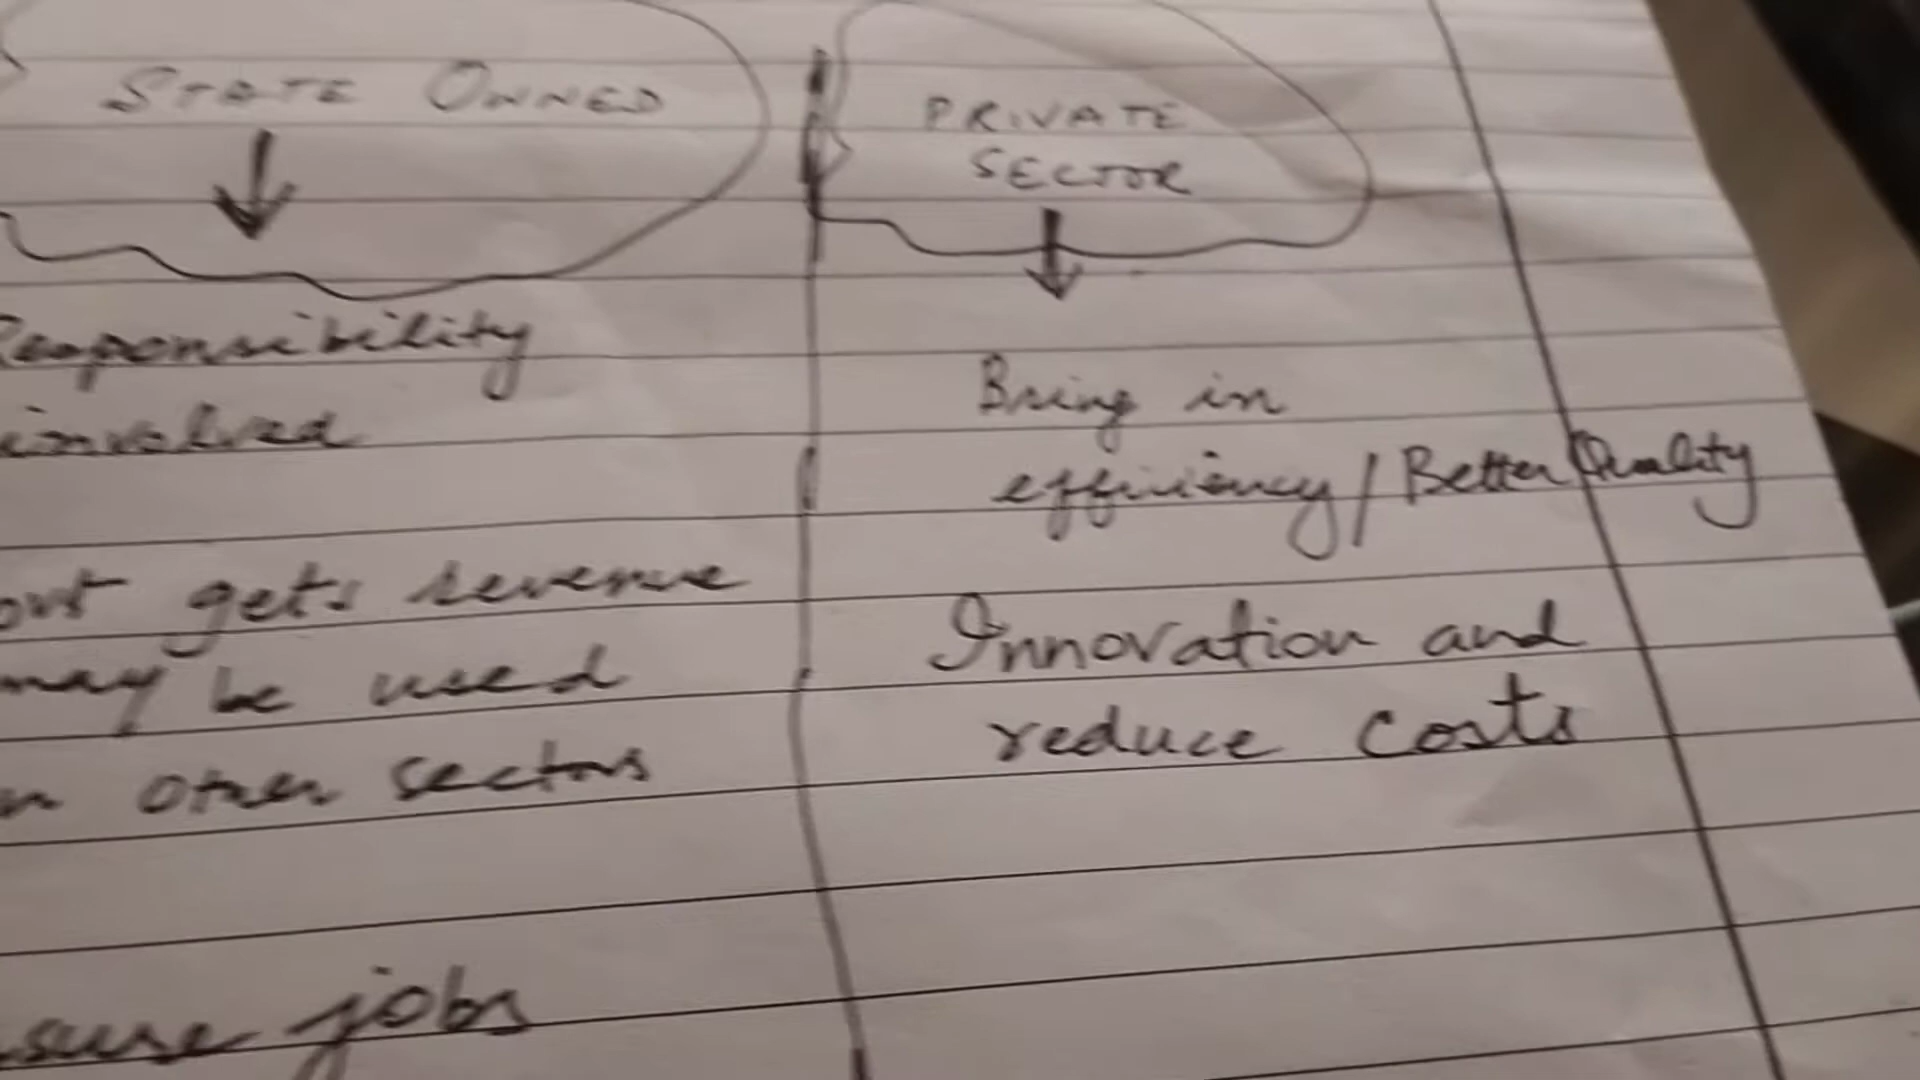 STATE OWNED
Responsibility
involved
gets revenue
may be used
other sectors
jobs
PRIVATE
SECTOR
Bring in
efficiency / Better Quality
Innovation and
reduce costs